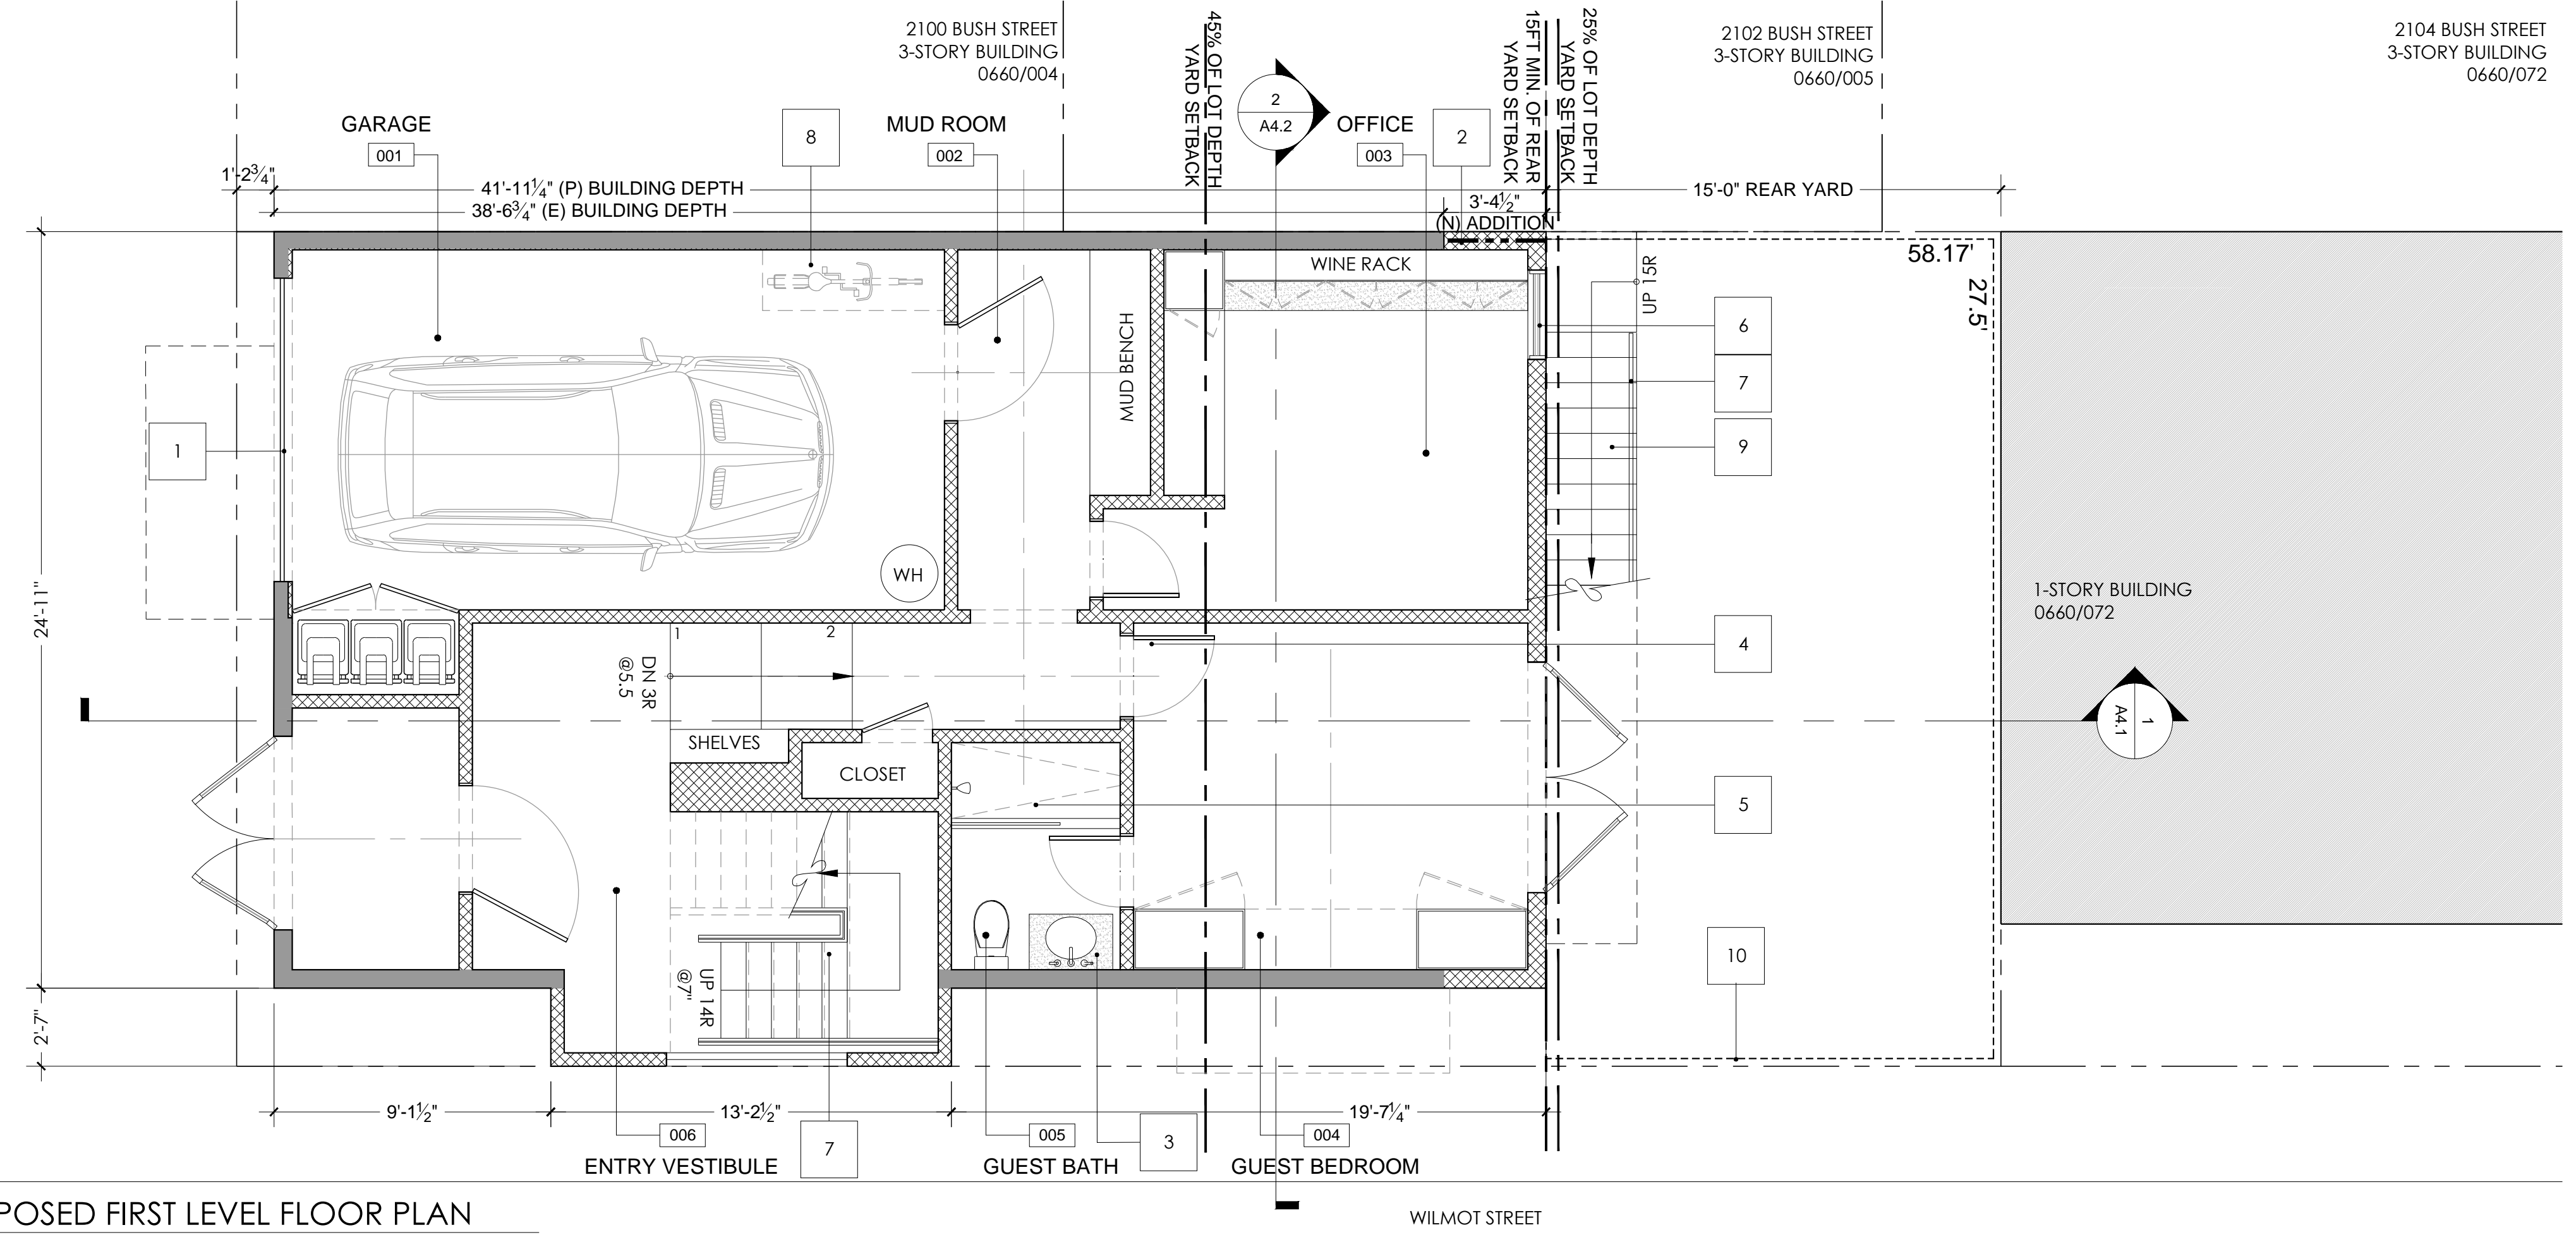 2100 BUSH STREET
3-STORY BUILDING
0660/004
45% OF LOT DEPTH
YARD SETBACK
15FT MIN. OF REAR
YARD SETBACK
25% OF LOT DEPTH
YARD SETBACK
2102 BUSH STREET
3-STORY BUILDING
0660/005
2104 BUSH STREET
3-STORY BUILDING
0660/072
GARAGE
001
8
MUD ROOM
002
2
A4.2
OFFICE
003
2
1'-2¾"
41'-11¼" (P) BUILDING DEPTH
38'-6¾" (E) BUILDING DEPTH
3'-4½"
(N) ADDITION
15'-0" REAR YARD
58.17'
27.5'
WINE RACK
UP 15R
MUD BENCH
6
7
9
1
WH
24'-11"
1-STORY BUILDING
0660/072
4
1
2
DN 3R
@5.5
1
A4.1
SHELVES
CLOSET
5
10
UP 14R
@7"
2'-7"
9'-1½"
13'-2½"
19'-7¼"
006
7
005
3
004
ENTRY VESTIBULE
GUEST BATH
GUEST BEDROOM
POSED FIRST LEVEL FLOOR PLAN
WILMOT STREET